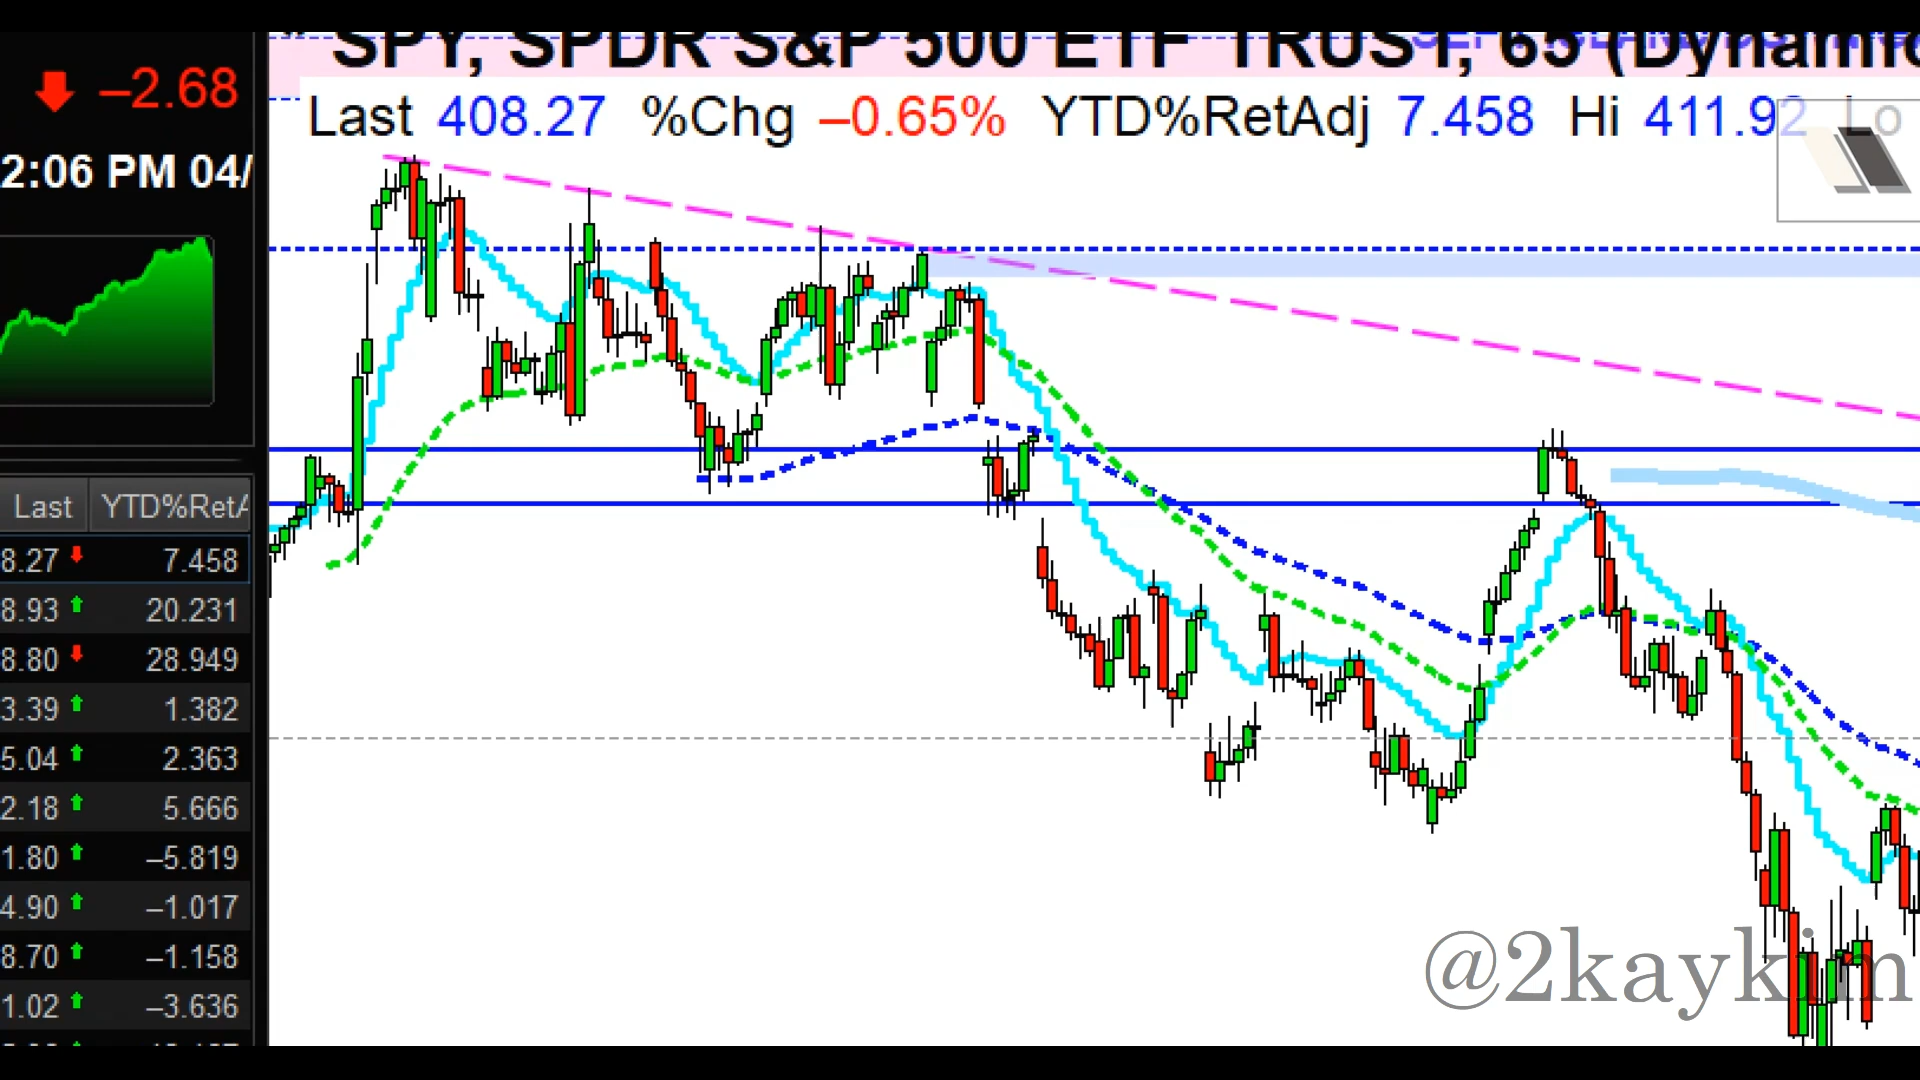 " SPY, SPDR S&P 500 ETF TRUST, 65 (Dynamic
Last 408.27 %Chg –0.65% YTD%RetAdj 7.458 Hi 411.92 Lo
–2.68
2:06 PM 04/
Last YTD%RetA
8.27 7.458
8.93 20.231
8.80 28.949
3.39 1.382
5.04 2.363
2.18 5.666
1.80 –5.819
4.90 –1.017
8.70 –1.158
1.02 –3.636
@2kaykim